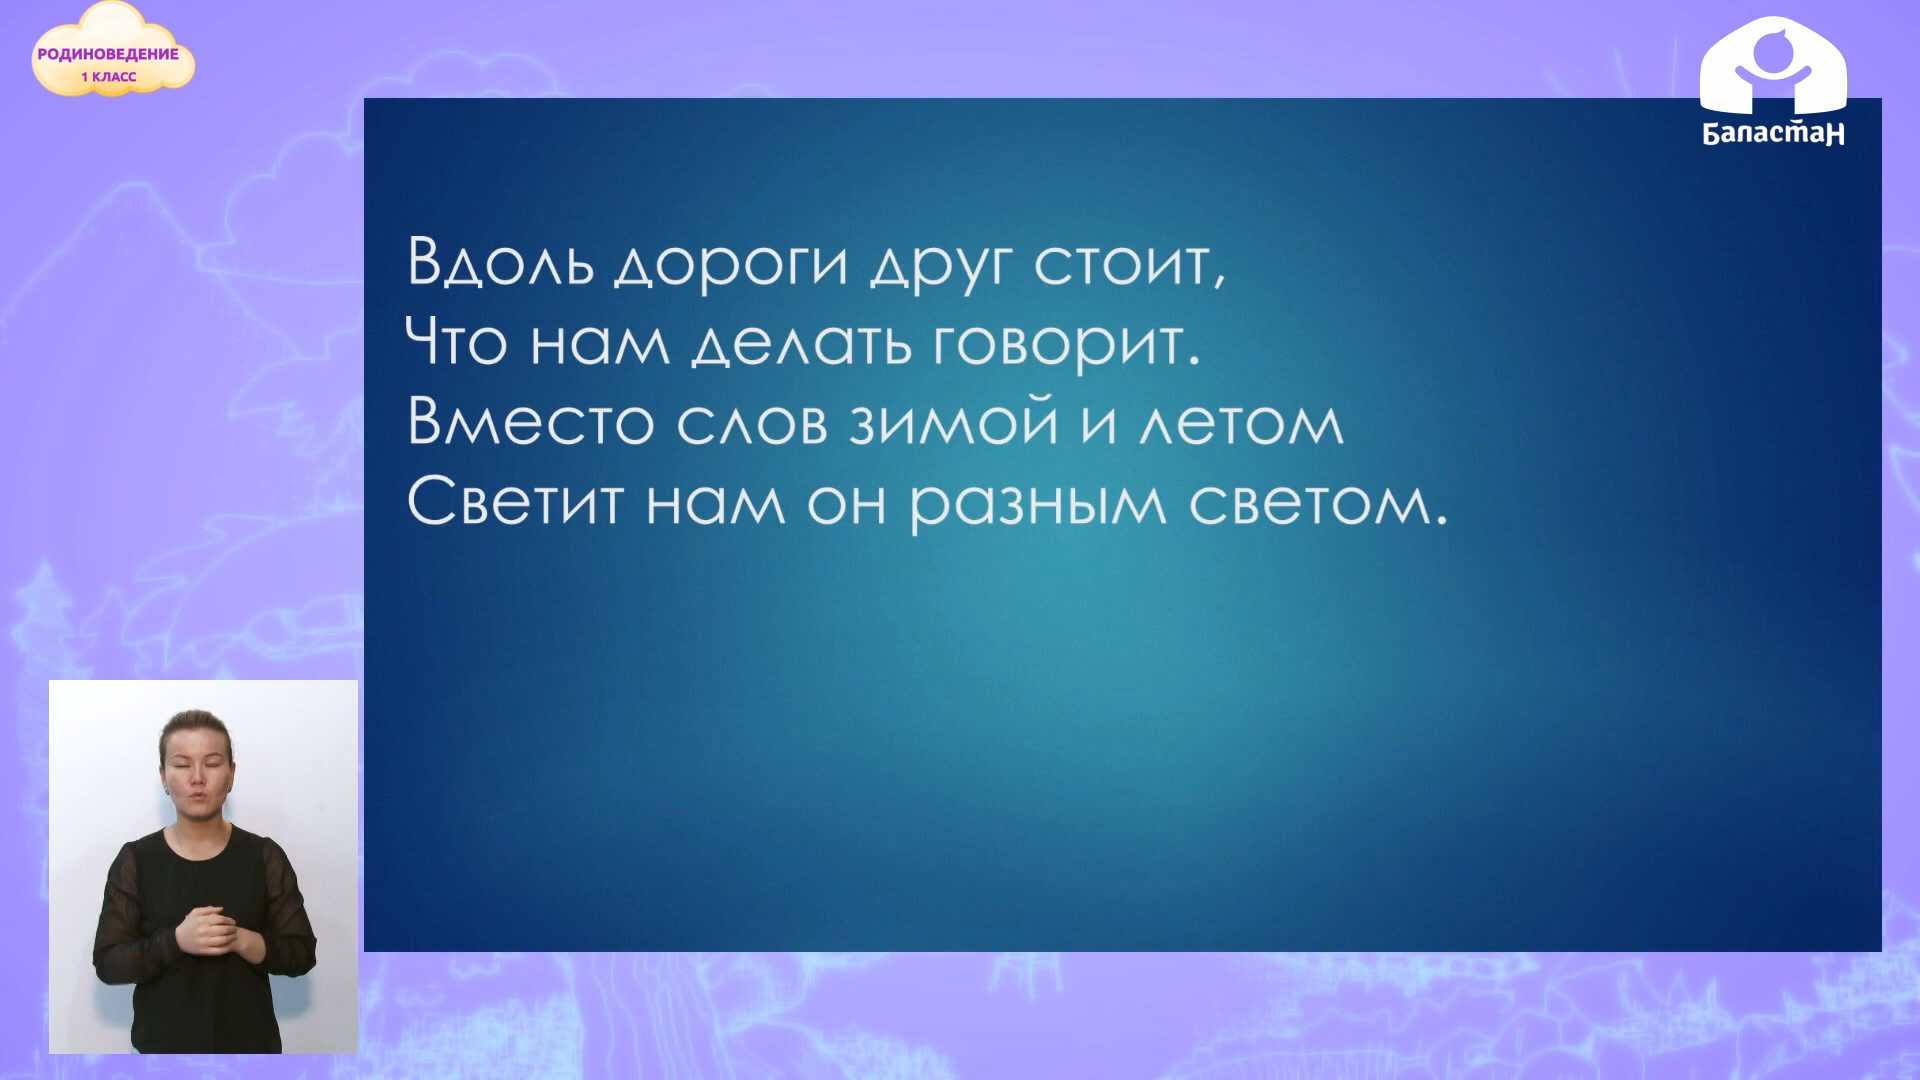 РОДИНОВЕДЕНИЕ
1 КЛАСС
Баластан
Вдоль дороги друг стоит,
Что нам делать говорит.
Вместо слов зимой и летом
Светит нам он разным светом.